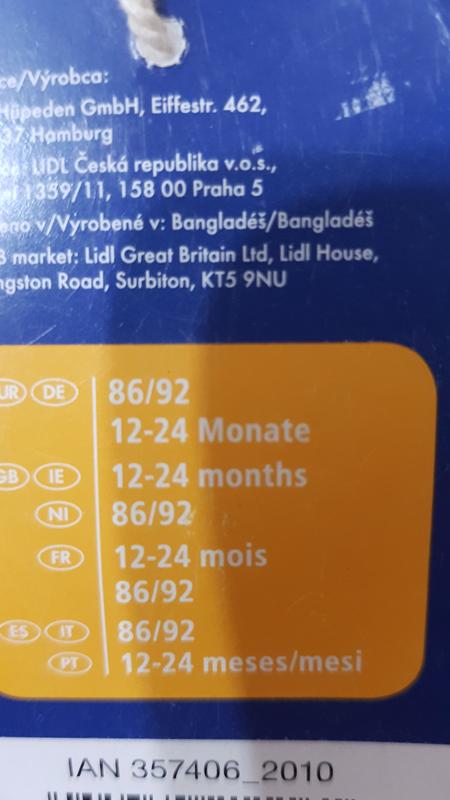 ce/Výrobca:
Hüpeden GmbH, Eiffestr. 462,
37 Hamburg
LIDL Česká republika v.o.s.,
1359/11, 158 00 Praha 5
eno v/Vyrobené v: Bangladéš/Bangladéš
B market: Lidl Great Britain Ltd, Lidl House,
ngston Road, Surbiton, KT5 9NU
UR DE 86/92
12-24 Monate
GB IE 12-24 months
NI 86/92
FR 12-24 mois
86/92
ES IT 86/92
PT 12-24 meses/mesi
IAN 357406_2010